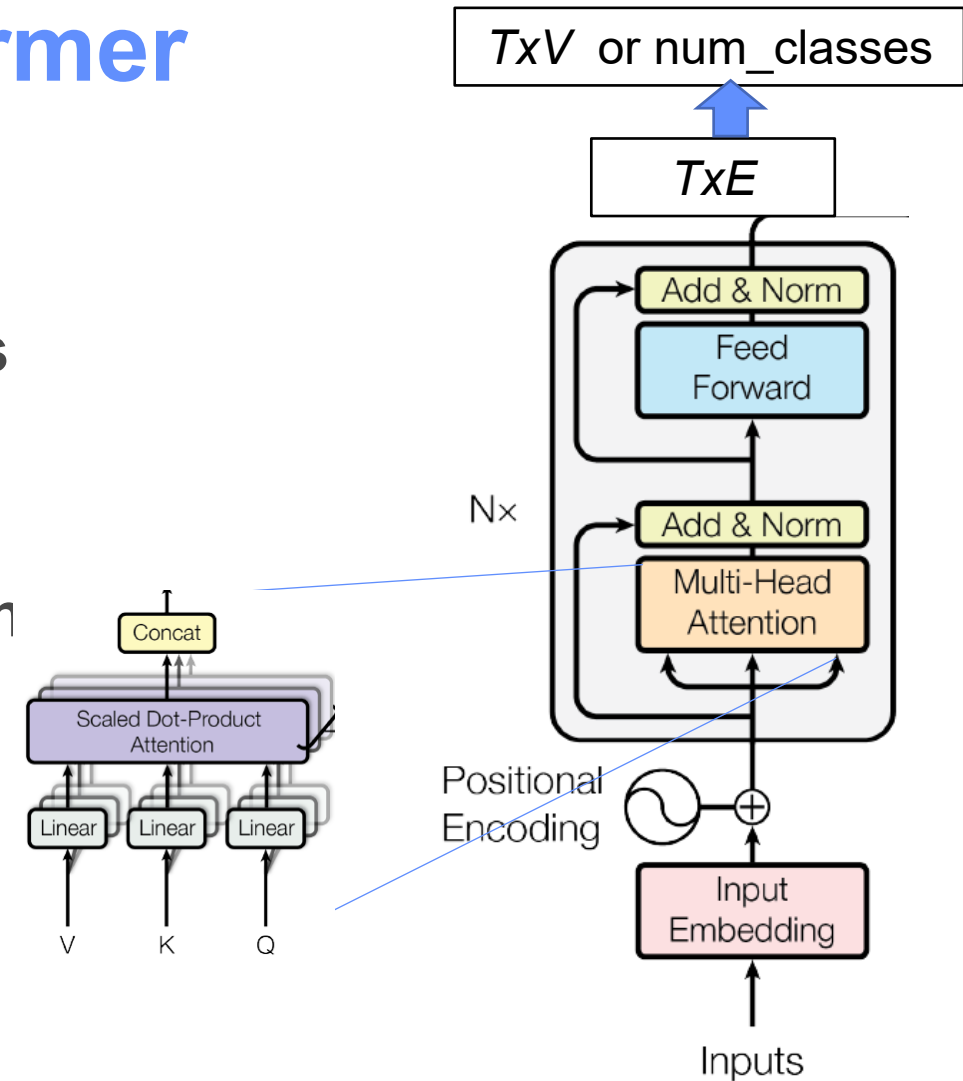 rmer
TxV or num_classes
TxE
Add & Norm
Feed
Forward
s
Nx
Add & Norm
Multi-Head
Attention
n
Concat
Scaled Dot-Product
Attention
Linear Linear Linear
V K Q
Positional
Encoding
Input
Embedding
Inputs